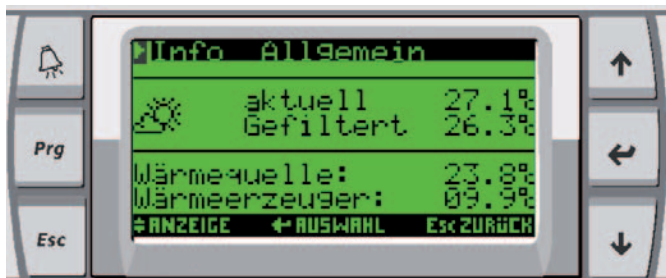 Info Allgemein
aktuell 27.1°C
Gefiltert 26.3°C
Prg
Wärmequelle: 23.8°C
Wärmeerzeuger: 09.9°C
ANZEIGE AUSWAHL Esc ZURÜCK
Esc